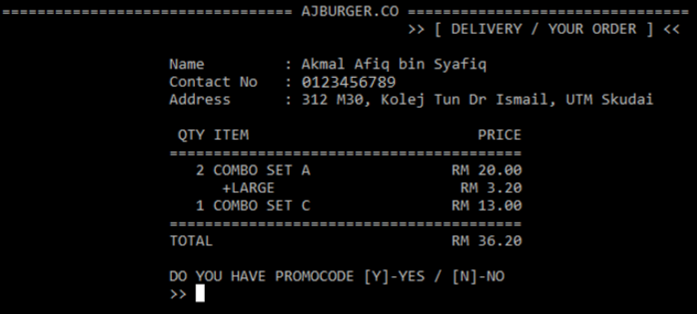 ================================== AJBURGER.CO ================================
>> [ DELIVERY / YOUR ORDER ] <<
Name : Akmal Afiq bin Syafiq
Contact No : 0123456789
Address : 312 M30, Kolej Tun Dr Ismail, UTM Skudai
QTY ITEM PRICE
========================================
2 COMBO SET A RM 20.00
+LARGE RM 3.20
1 COMBO SET C RM 13.00
========================================
TOTAL RM 36.20
DO YOU HAVE PROMOCODE [Y]-YES / [N]-NO
>>